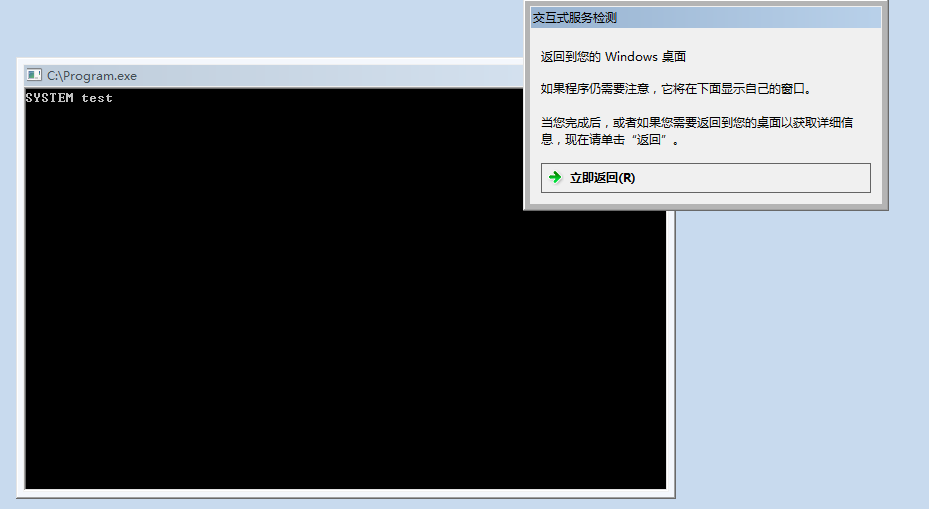 C:\Program.exe
SYSTEM test
交互式服务检测
返回到您的 Windows 桌面
如果程序仍需要注意，它将在下面显示自己的窗口。
当您完成后，或者如果您需要返回到您的桌面以获取详细信
息，现在请单击“返回”。
立即返回(R)